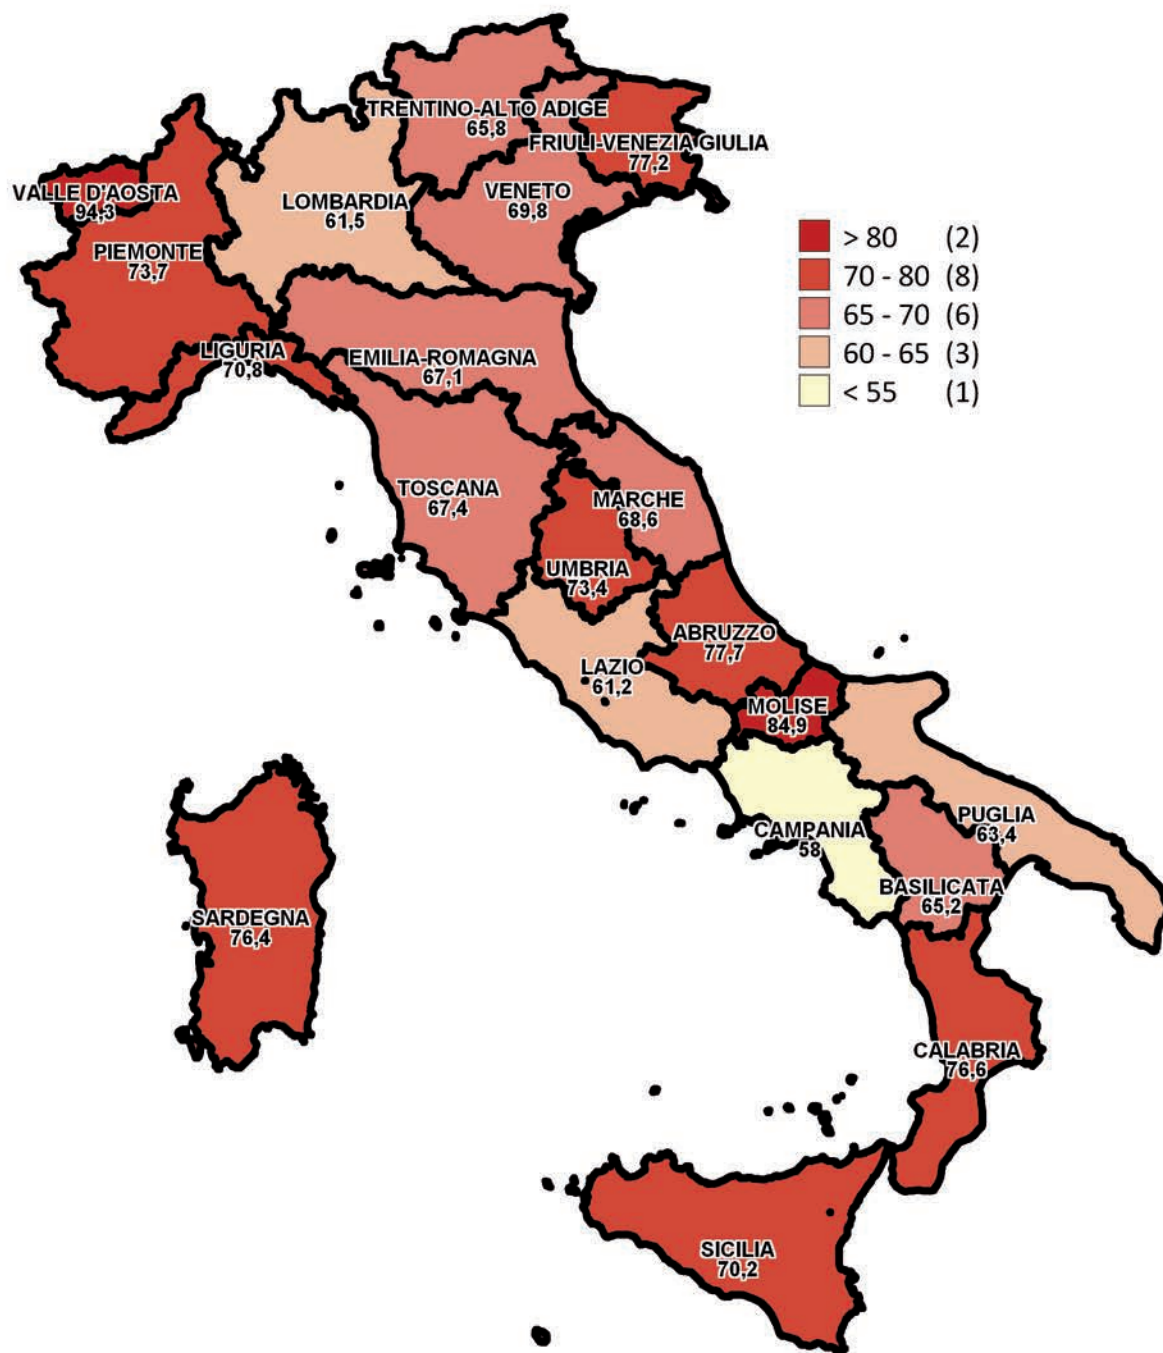 TRENTINO-ALTO ADIGE
65,8
FRIULI-VENEZIA GIULIA
77,2
VALLE D'AOSTA
94,3
LOMBARDIA
61,5
VENETO
69,8
PIEMONTE
73,7
> 80 (2)
70 - 80 (8)
65 - 70 (6)
60 - 65 (3)
< 55 (1)
LIGURIA
70,8
EMILIA-ROMAGNA
67,1
TOSCANA
67,4
MARCHE
68,6
UMBRIA
73,4
ABRUZZO
77,7
LAZIO
61,2
MOLISE
84,9
CAMPANIA
58
PUGLIA
63,4
BASILICATA
65,2
SARDEGNA
76,4
CALABRIA
76,6
SICILIA
70,2